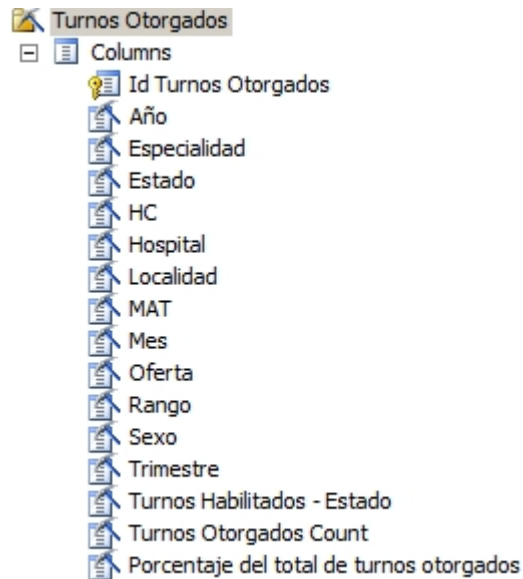 Turnos Otorgados
Columns
Id Turnos Otorgados
Año
Especialidad
Estado
HC
Hospital
Localidad
MAT
Mes
Oferta
Rango
Sexo
Trimestre
Turnos Habilitados - Estado
Turnos Otorgados Count
Porcentaje del total de turnos otorgados